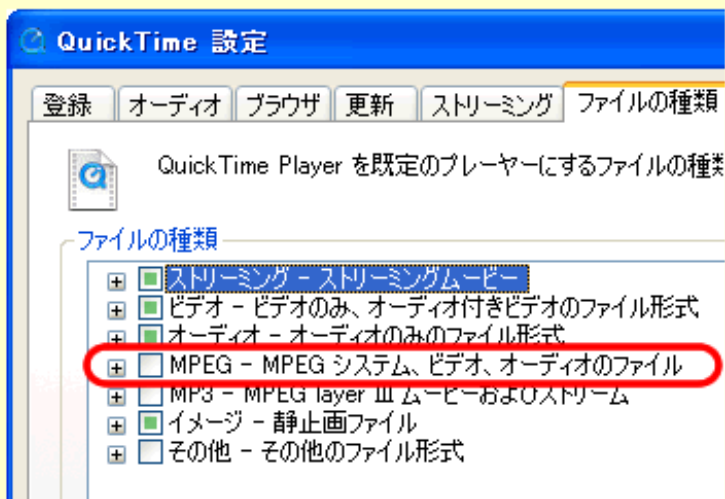 QuickTime 設定
登録 オーディオ ブラウザ 更新 ストリーミング ファイルの種類
QuickTime Player を既定のプレーヤーにするファイルの種
ファイルの種類
ストリーミング - ストリーミングムービー
ビデオ - ビデオのみ、オーディオ付きビデオのファイル形式
オーディオ - オーディオのみのファイル形式
MPEG - MPEG システム、ビデオ、オーディオのファイル
MP3 - MPEG layer III ムービーおよびストリーム
イメージ - 静止画ファイル
その他 - その他のファイル形式